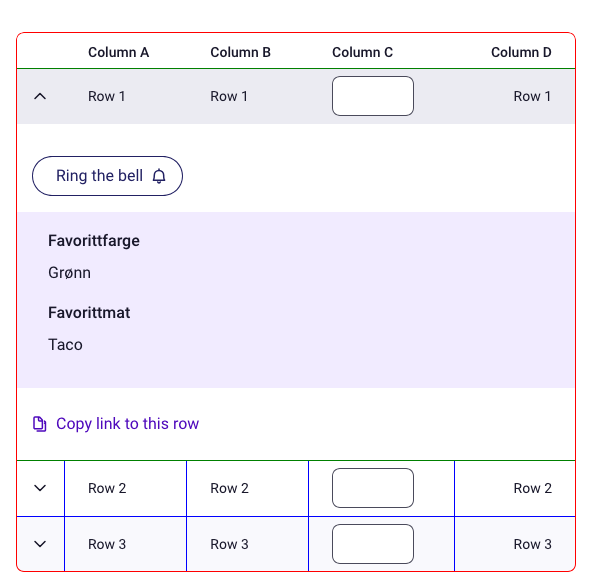 Column A Column B Column C Column D
Row 1 Row 1 Row 1
Ring the bell
Favorittfarge
Grønn
Favorittmat
Taco
Copy link to this row
Row 2 Row 2 Row 2
Row 3 Row 3 Row 3